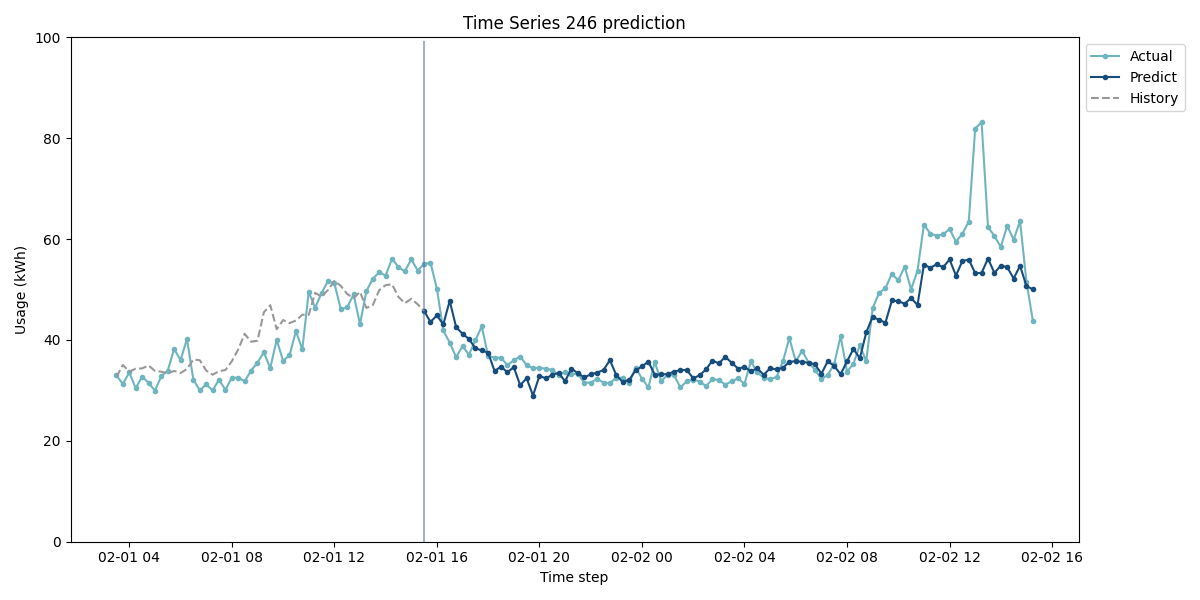 Time Series 246 prediction
Usage (kWh)
100
80
60
40
20
0
02-01 04
02-01 08
02-01 12
02-01 16
02-01 20
02-02 00
02-02 04
02-02 08
02-02 12
02-02 16
Time step
Actual
Predict
History